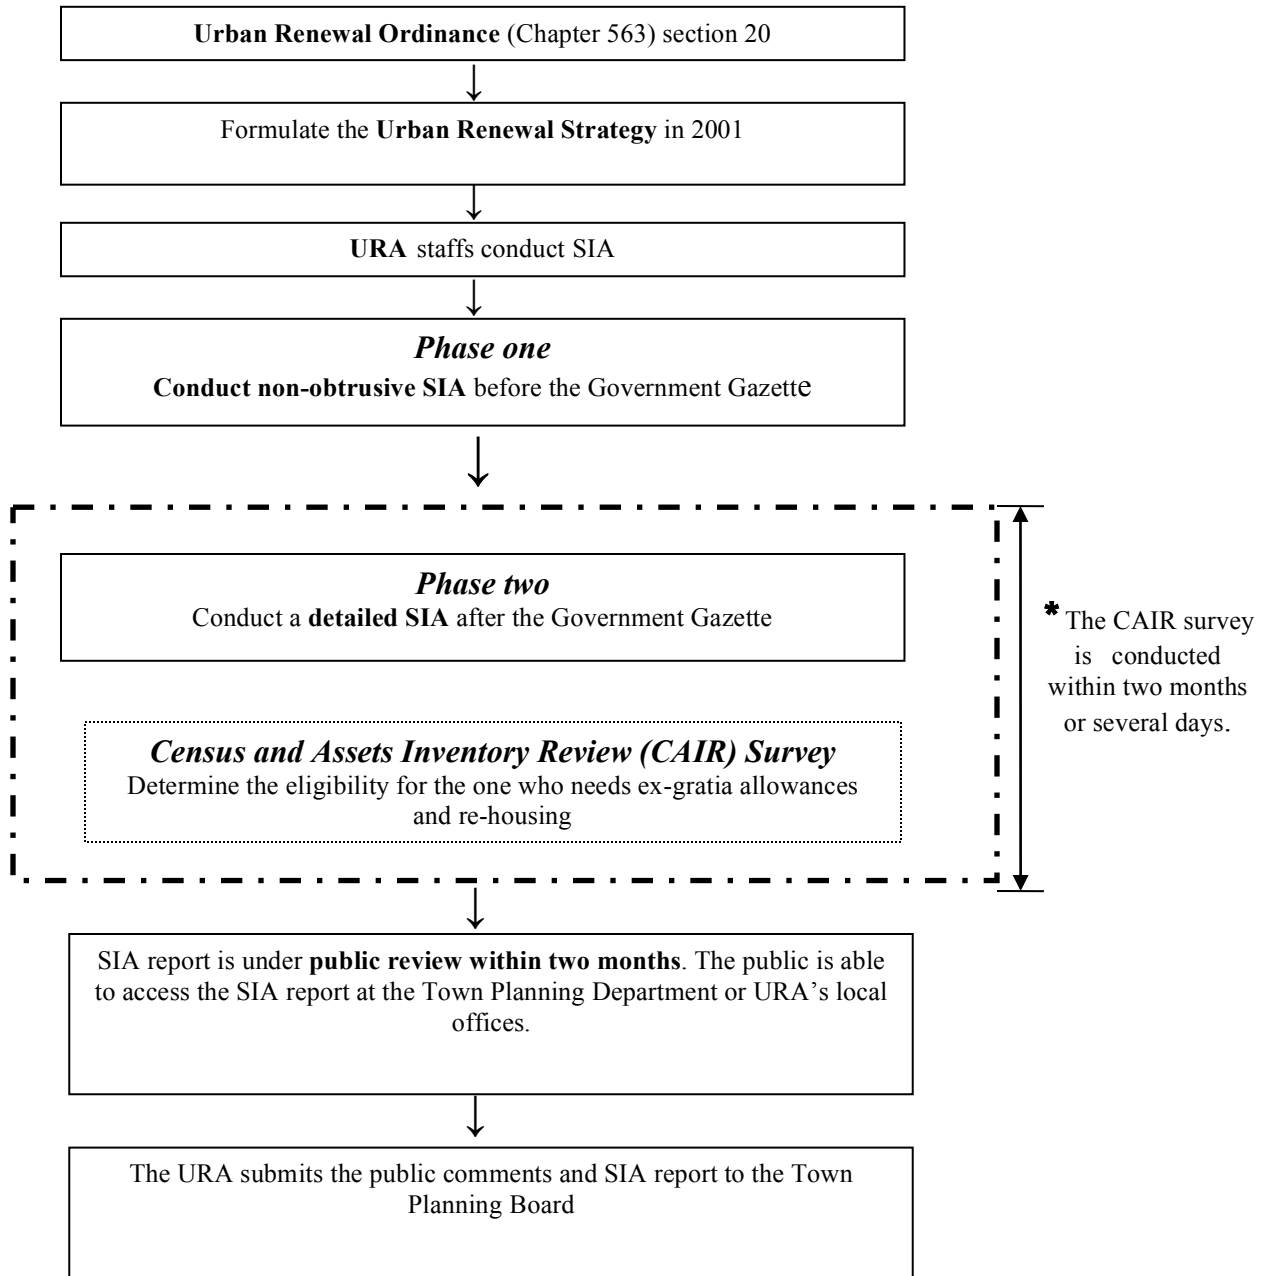 Urban Renewal Ordinance (Chapter 563) section 20
Formulate the Urban Renewal Strategy in 2001
URA staffs conduct SIA
Phase one
Conduct non-obtrusive SIA before the Government Gazette
Phase two
Conduct a detailed SIA after the Government Gazette
Census and Assets Inventory Review (CAIR) Survey
Determine the eligibility for the one who needs ex-gratia allowances
and re-housing
* The CAIR survey
is conducted
within two months
or several days.
SIA report is under public review within two months. The public is able
to access the SIA report at the Town Planning Department or URA’s local
offices.
The URA submits the public comments and SIA report to the Town
Planning Board